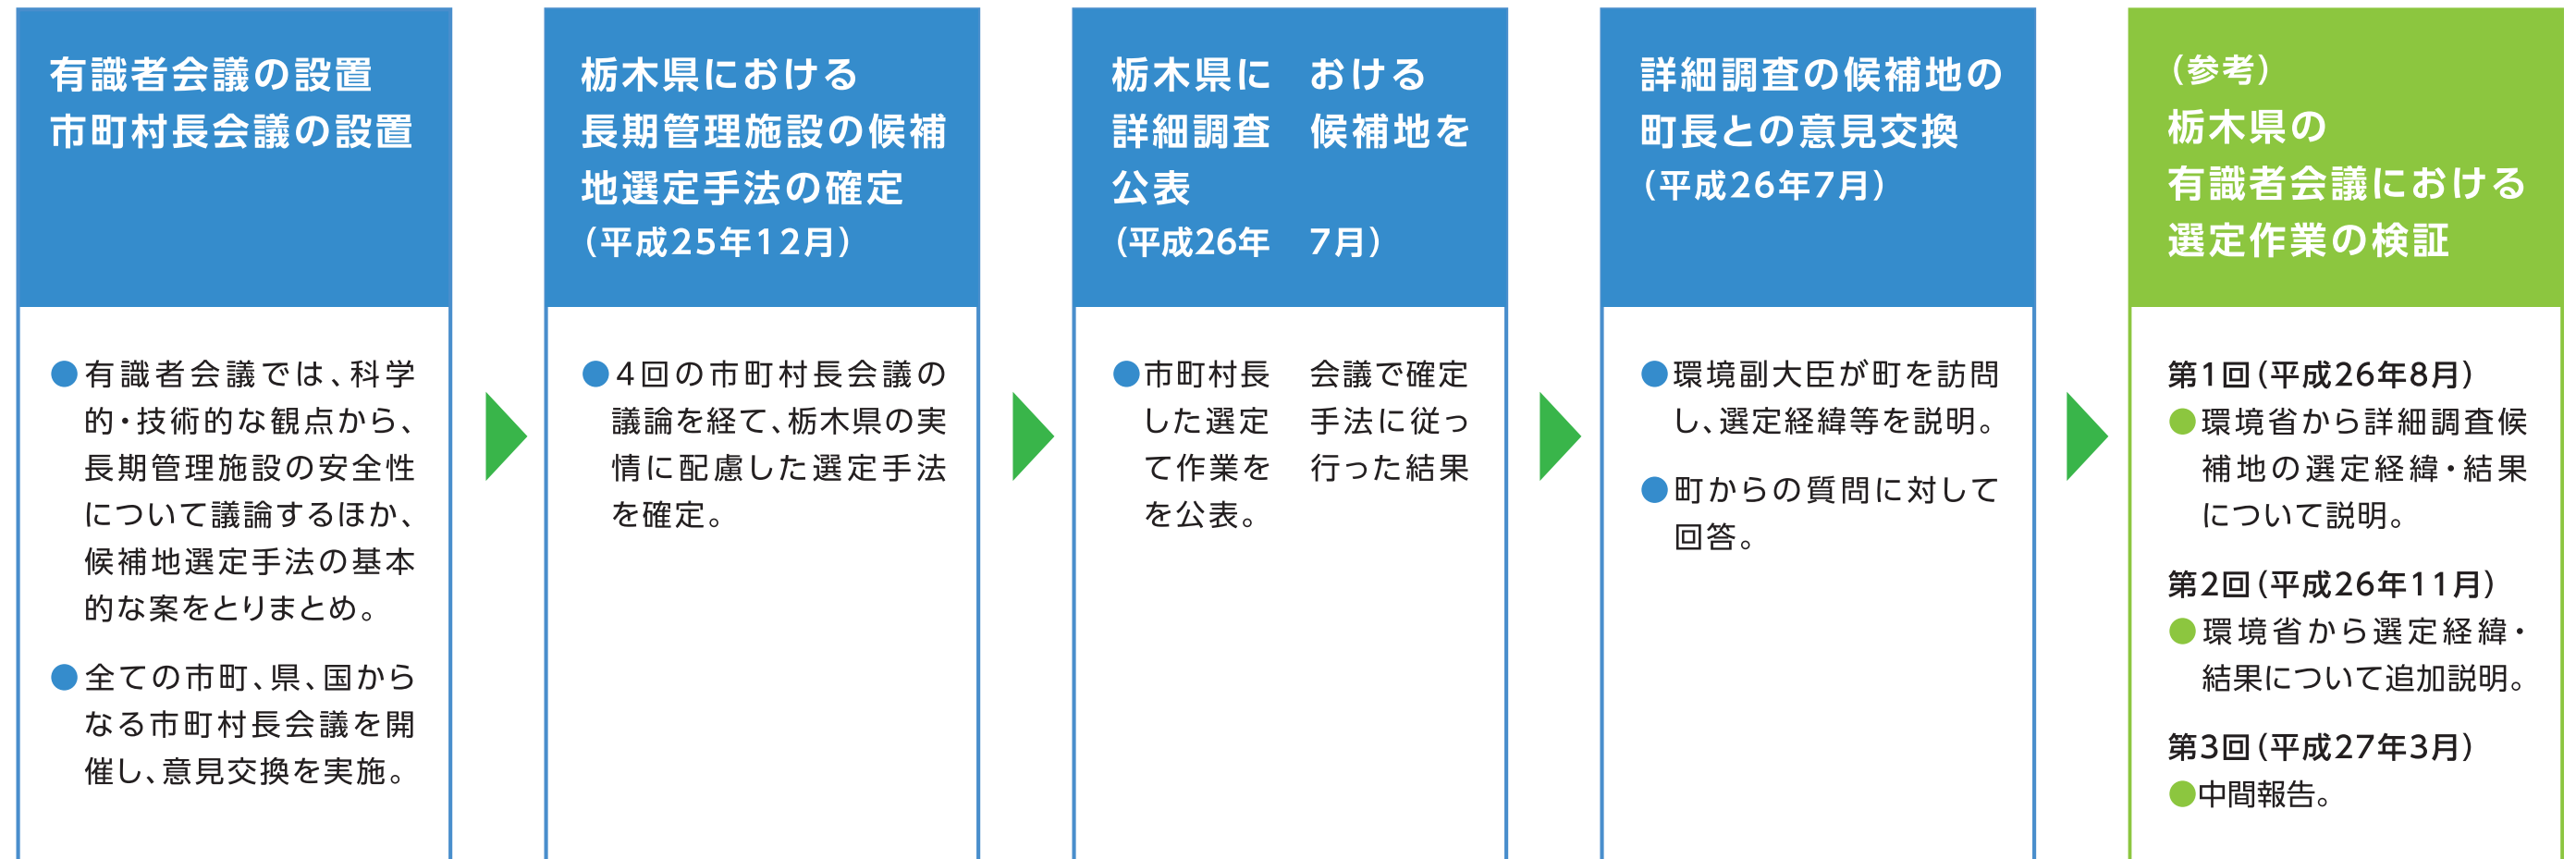 有識者会議の設置
市町村長会議の設置
●有識者会議では、科学
的・技術的な観点から、
長期管理施設の安全性
について議論するほか、
候補地選定手法の基本
的な案をとりまとめ。
●全ての市町、県、国から
なる市町村長会議を開
催し、意見交換を実施。
栃木県における
長期管理施設の候補
地選定手法の確定
（平成25年12月）
●4回の市町村長会議の
議論を経て、栃木県の実
情に配慮した選定手法
を確定。
栃木県に　おける
詳細調査　候補地を
公表
（平成26年　7月）
●市町村長　会議で確定
した選定　手法に従っ
て作業を　行った結果
を公表。
詳細調査の候補地の
町長との意見交換
（平成26年7月）
●環境副大臣が町を訪問
し、選定経緯等を説明。
●町からの質問に対して
回答。
（参考）
栃木県の
有識者会議における
選定作業の検証
第1回（平成26年8月）
●環境省から詳細調査候
補地の選定経緯・結果
について説明。
第2回（平成26年11月）
●環境省から選定経緯・
結果について追加説明。
第3回（平成27年3月）
●中間報告。